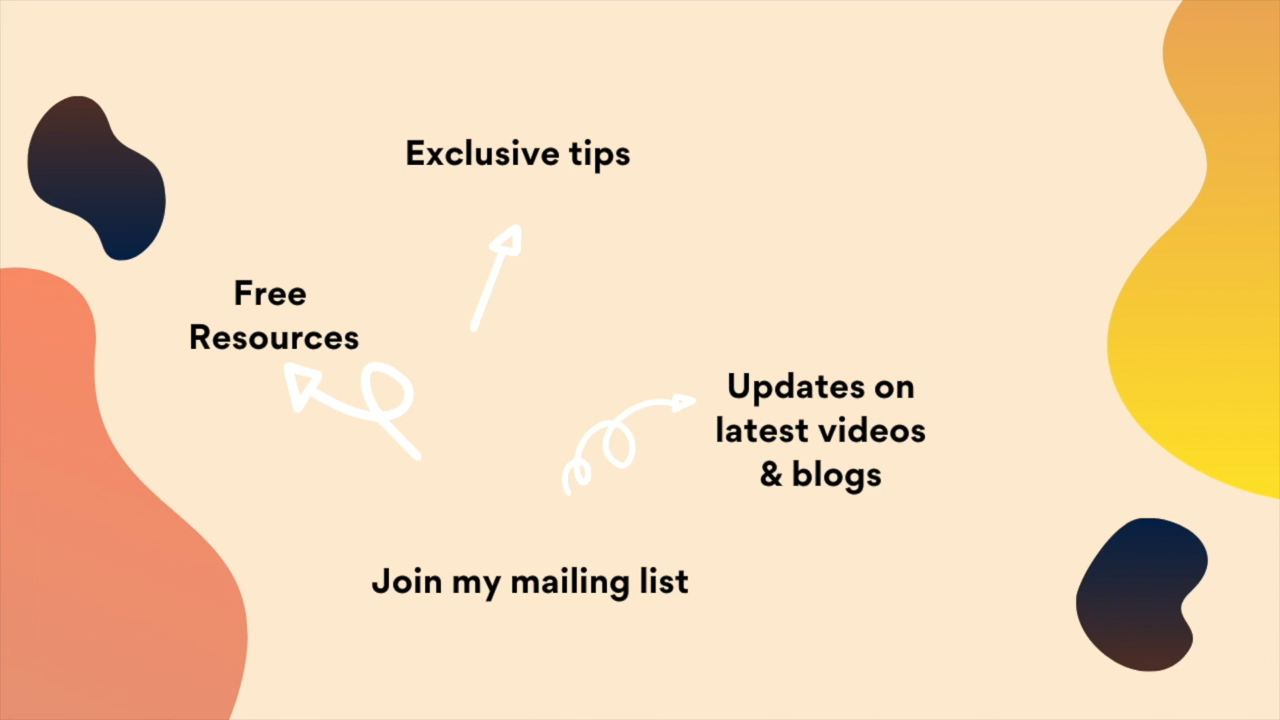 Exclusive tips
Free
Resources
Updates on
latest videos
& blogs
Join my mailing list